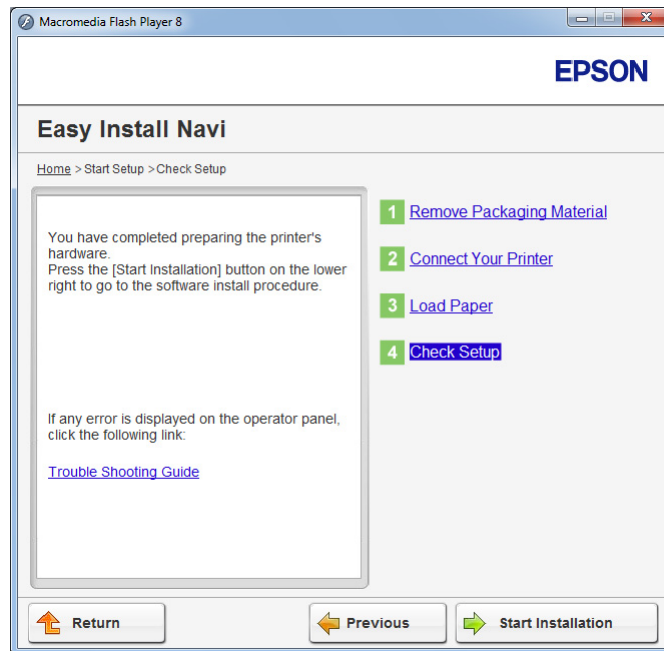 Macromedia Flash Player 8
EPSON
Easy Install Navi
Home > Start Setup >Check Setup
You have completed preparing the printer's
hardware.
Press the [Start Installation] button on the lower
right to go to the software install procedure.
If any error is displayed on the operator panel,
click the following link:
Trouble Shooting Guide
1 Remove Packaging Material
2 Connect Your Printer
3 Load Paper
4 Check Setup
Return
Previous
Start Installation